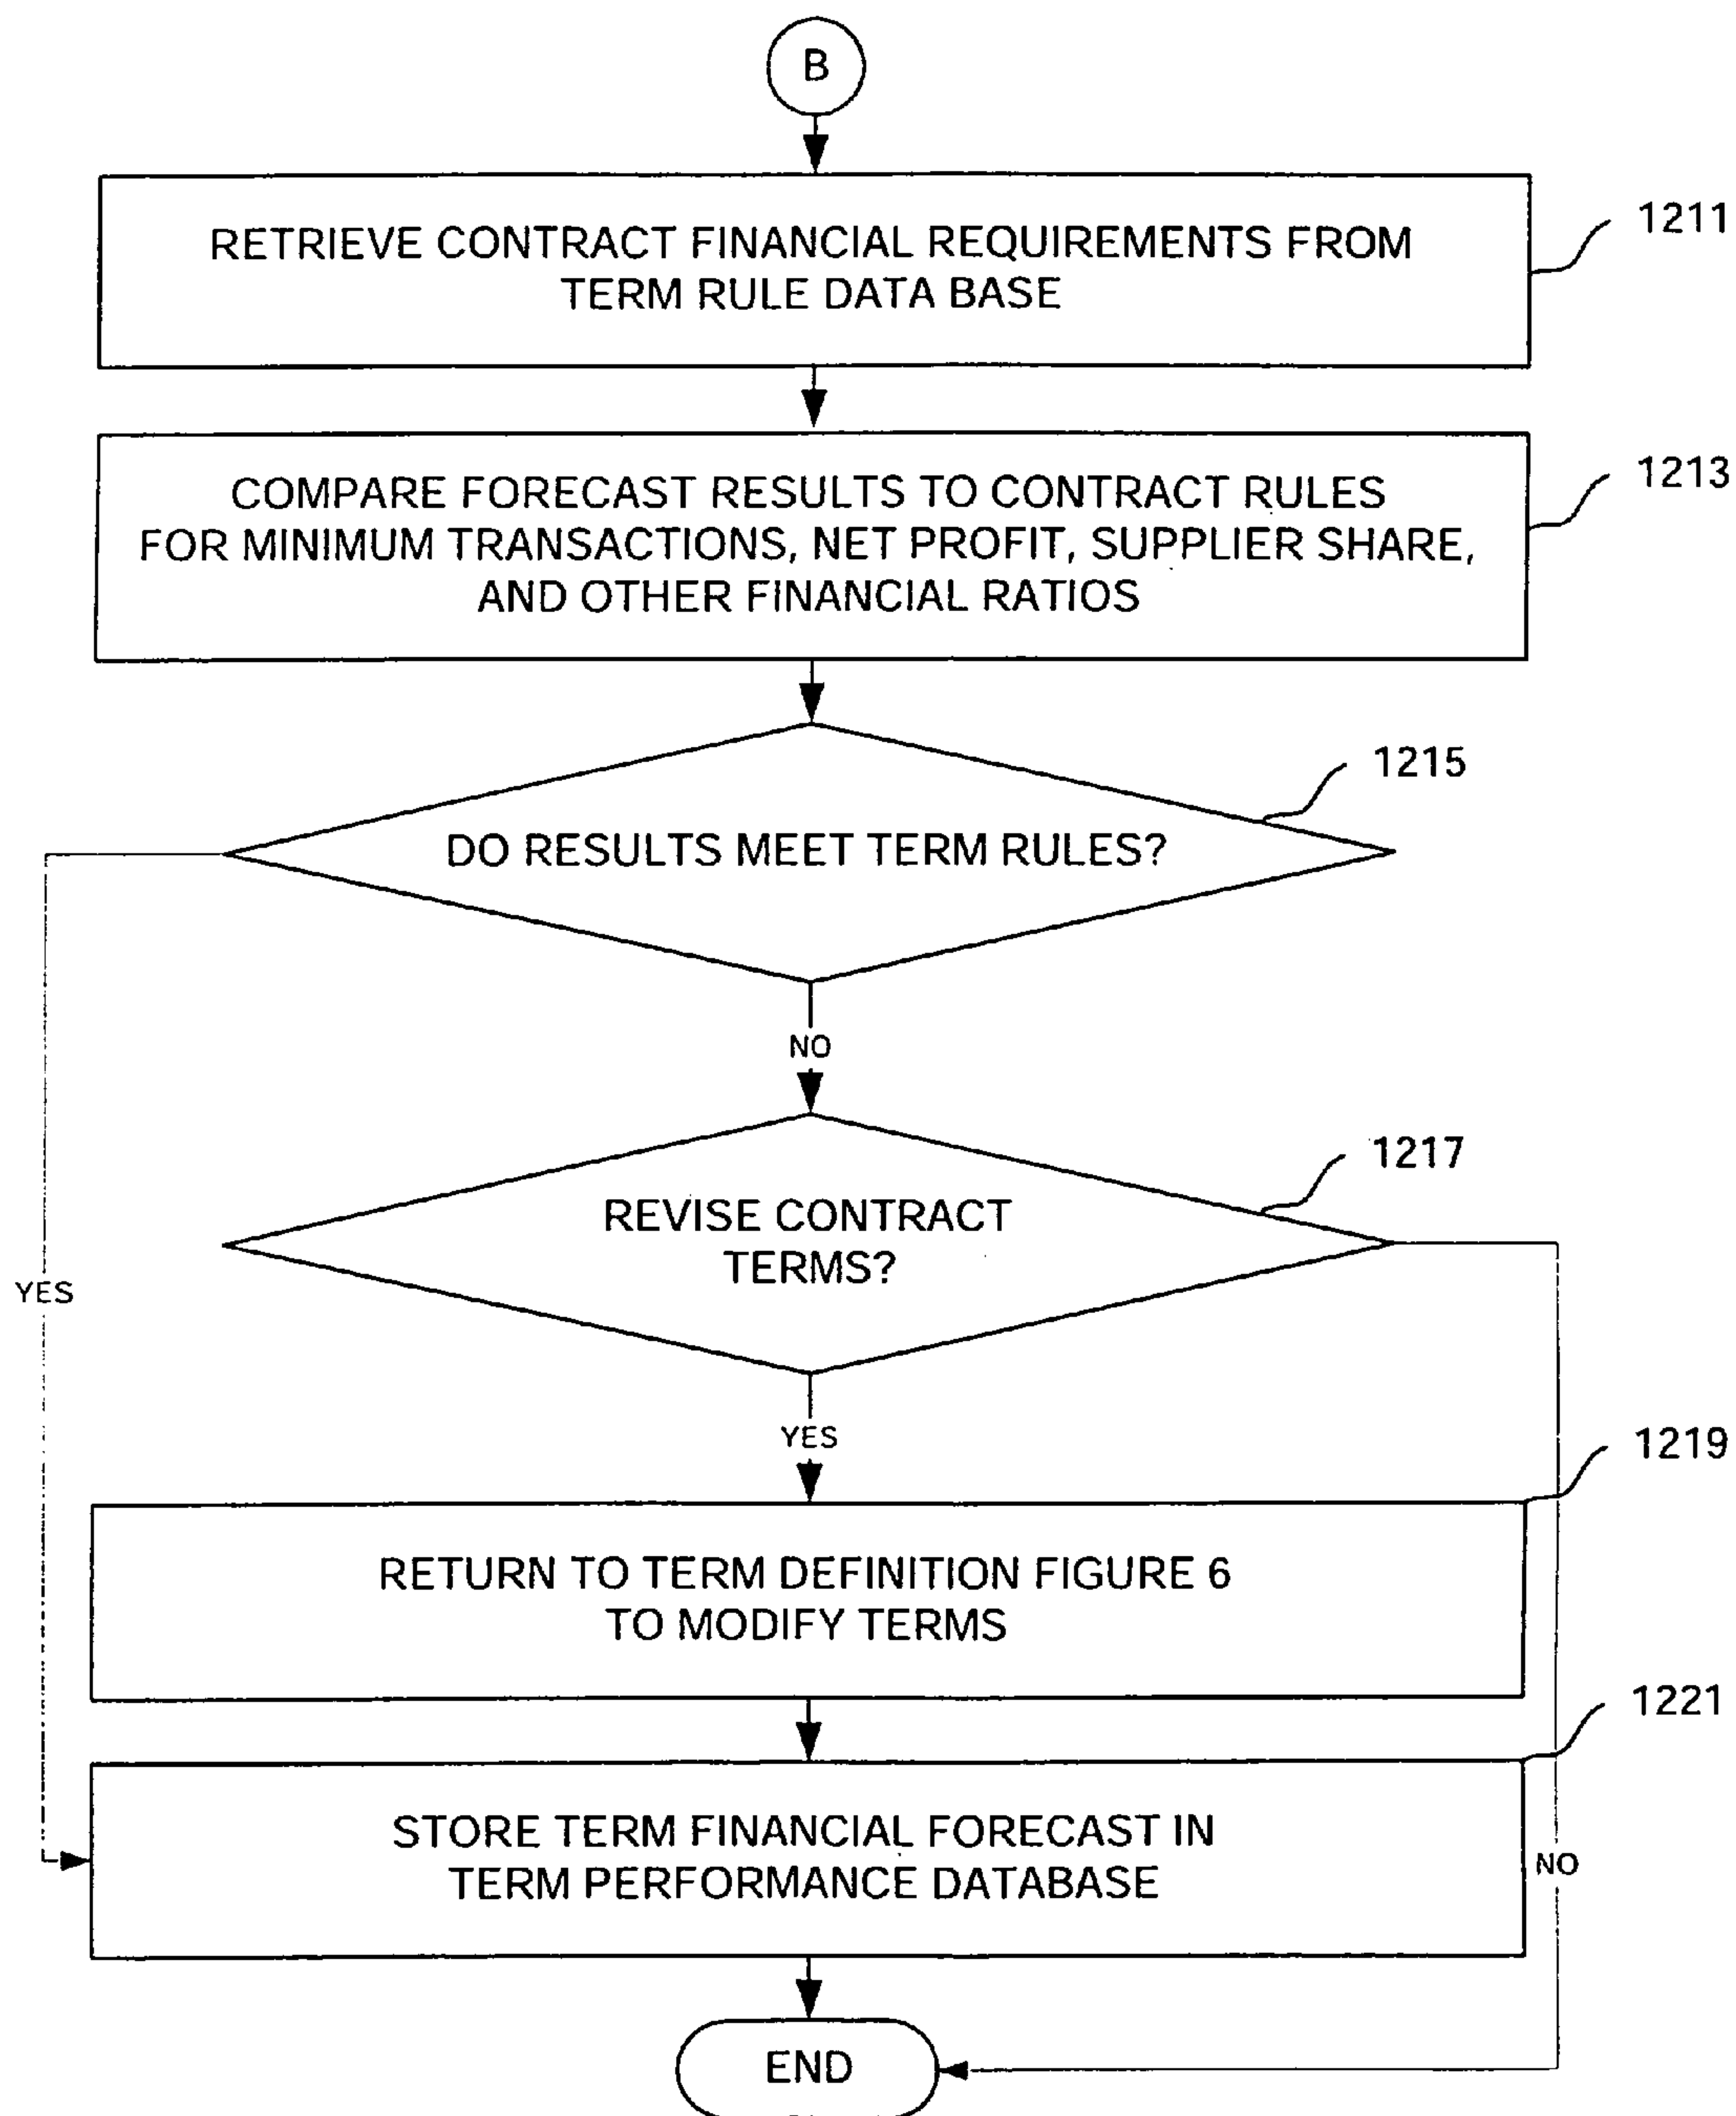 B
RETRIEVE CONTRACT FINANCIAL REQUIREMENTS FROM
TERM RULE DATA BASE
1211
COMPARE FORECAST RESULTS TO CONTRACT RULES
FOR MINIMUM TRANSACTIONS, NET PROFIT, SUPPLIER SHARE,
AND OTHER FINANCIAL RATIOS
1213
DO RESULTS MEET TERM RULES?
1215
NO
REVISE CONTRACT
TERMS?
1217
YES
YES
RETURN TO TERM DEFINITION FIGURE 6
TO MODIFY TERMS
1219
STORE TERM FINANCIAL FORECAST IN
TERM PERFORMANCE DATABASE
1221
NO
END